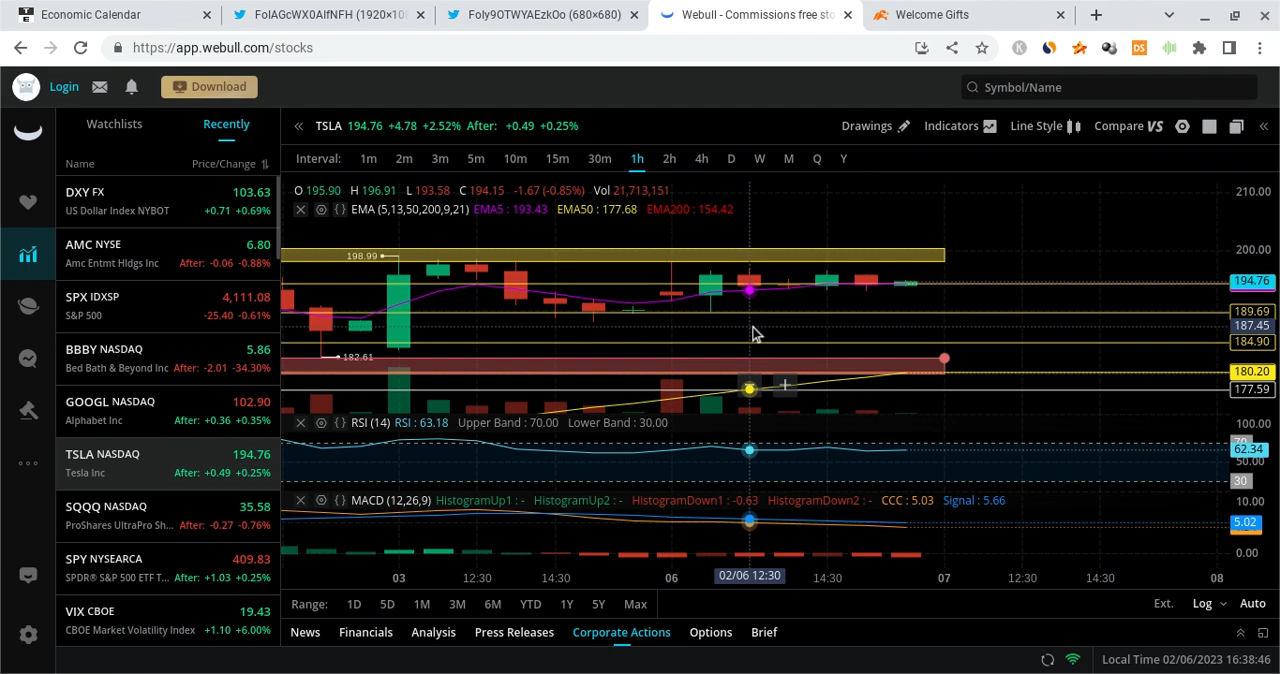 Economic Calendar
FolAGcWX0AIfNFH (1920×10
Foly9OTWYAEzkOo (680×680)
Webull - Commissions free sto
Welcome Gifts
https://app.webull.com/stocks
Login
Download
Symbol/Name
Watchlists
Recently
TSLA 194.76 +4.78 +2.52% After: +0.49 +0.25%
Drawings
Indicators
Line Style
Compare VS
Name
Price/Change
Interval: 1m 2m 3m 5m 10m 15m 30m 1h 2h 4h D W M Q Y
DXY FX
103.63
US Dollar Index NYBOT
+0.71 +0.69%
AMC NYSE
6.80
Amc Entmt Hldgs Inc
After: -0.06 -0.88%
SPX IDXSP
4,111.08
S&P 500
-25.40 -0.61%
BBBY NASDAQ
5.86
Bed Bath & Beyond Inc
After: -2.01 -34.30%
GOOGL NASDAQ
102.90
Alphabet Inc
After: +0.36 +0.35%
TSLA NASDAQ
194.76
Tesla Inc
After: +0.49 +0.25%
SQQQ NASDAQ
35.58
ProShares UltraPro Sh...
After: -0.27 -0.76%
SPY NYSEARCA
409.83
SPDR® S&P 500 ETF T...
After: +1.03 +0.25%
VIX CBOE
19.43
CBOE Market Volatility Index
+1.10 +6.00%
O 195.90 H 196.91 L 193.58 C 194.15 -1.67 (-0.85%) Vol 21,713,151
EMA (5,13,50,200,9,21) EMA5 : 193.43 EMA50 : 177.68 EMA200 : 154.42
198.99
182.61
210.00
200.00
194.76
189.69
187.45
184.90
180.20
177.59
RSI (14) RSI : 63.18 Upper Band : 70.00 Lower Band : 30.00
100.00
70
62.34
50.00
30
MACD (12,26,9) HistogramUp1 : - HistogramUp2 : - HistogramDown1 : -0.63 HistogramDown2 : - CCC : 5.03 Signal : 5.66
10.00
5.02
0.00
03 12:30 14:30 06 02/06 12:30 14:30 07 12:30 14:30 08
Range: 1D 5D 1M 3M 6M YTD 1Y 5Y Max
Ext. Log Auto
News Financials Analysis Press Releases Corporate Actions Options Brief
Local Time 02/06/2023 16:38:46